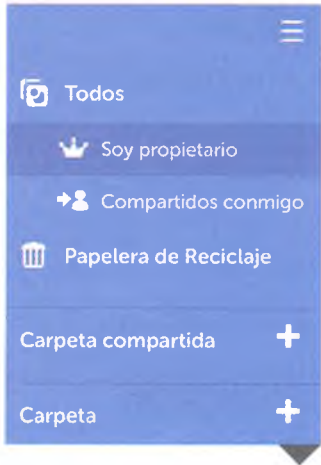 Todos
Soy propietario
Compartidos conmigo
Papelera de Reciclaje
Carpeta compartida
Carpeta